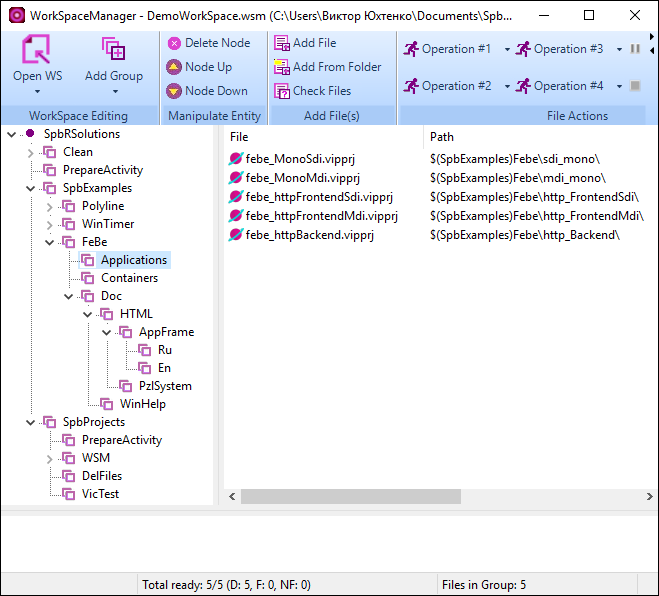 WorkSpaceManager - DemoWorkSpace.wsm (C:\Users\Виктор Юхтенко\Documents\Spb...
Open WS
Add Group
WorkSpace Editing
Delete Node
Node Up
Node Down
Manipulate Entity
Add File
Add From Folder
Check Files
Add File(s)
Operation #1
Operation #3
Operation #2
Operation #4
File Actions
SpbRSolutions
Clean
PrepareActivity
SpbExamples
Polyline
WinTimer
FeBe
Applications
Containers
Doc
HTML
AppFrame
Ru
En
PzlSystem
WinHelp
SpbProjects
PrepareActivity
WSM
DelFiles
VicTest
File Path
febe_MonoSdi.vipprj $(SpbExamples)Febe\sdi_mono\
febe_MonoMdi.vipprj $(SpbExamples)Febe\mdi_mono\
febe_httpFrontendSdi.vipprj $(SpbExamples)Febe\http_FrontendSdi\
febe_httpFrontendMdi.vipprj $(SpbExamples)Febe\http_FrontendMdi\
febe_httpBackend.vipprj $(SpbExamples)Febe\http_Backend\
Total ready: 5/5 (D: 5, F: 0, NF: 0)
Files in Group: 5